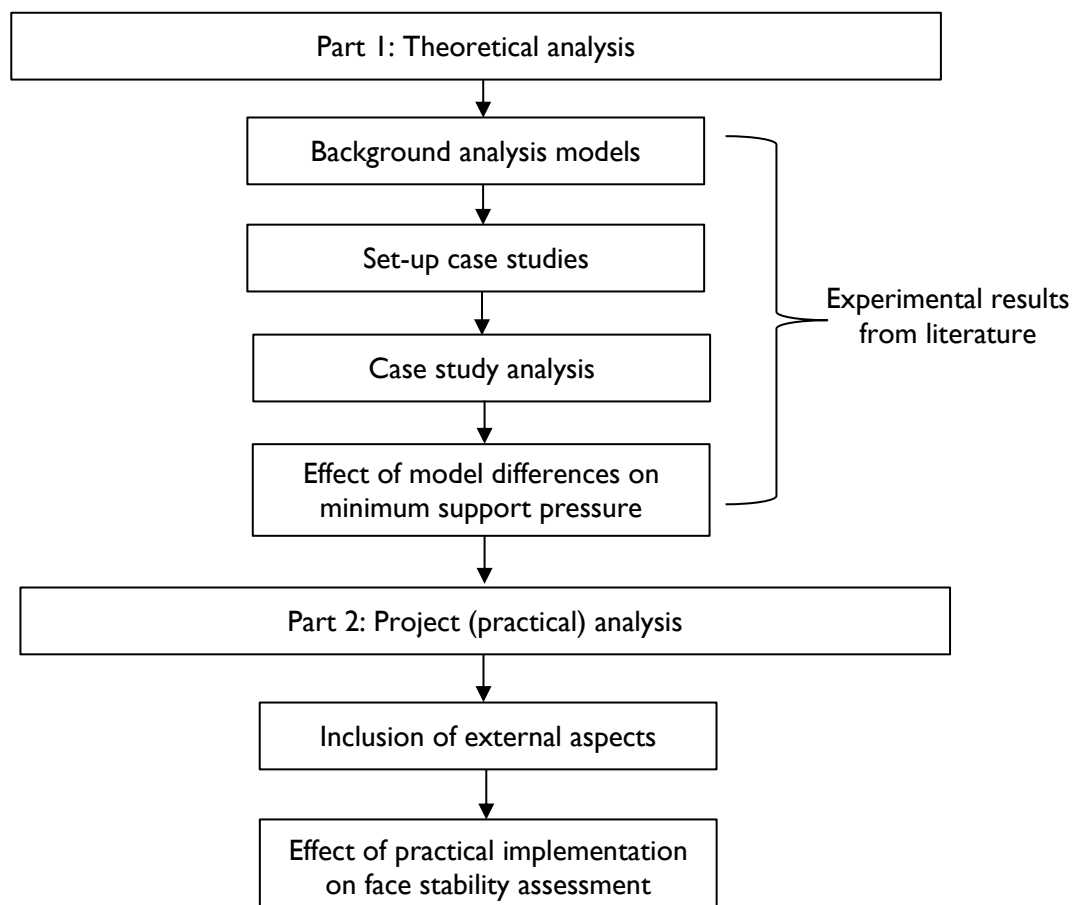 Part 1: Theoretical analysis
Background analysis models
Set-up case studies
Case study analysis
Effect of model differences on
minimum support pressure
Experimental results
from literature
Part 2: Project (practical) analysis
Inclusion of external aspects
Effect of practical implementation
on face stability assessment